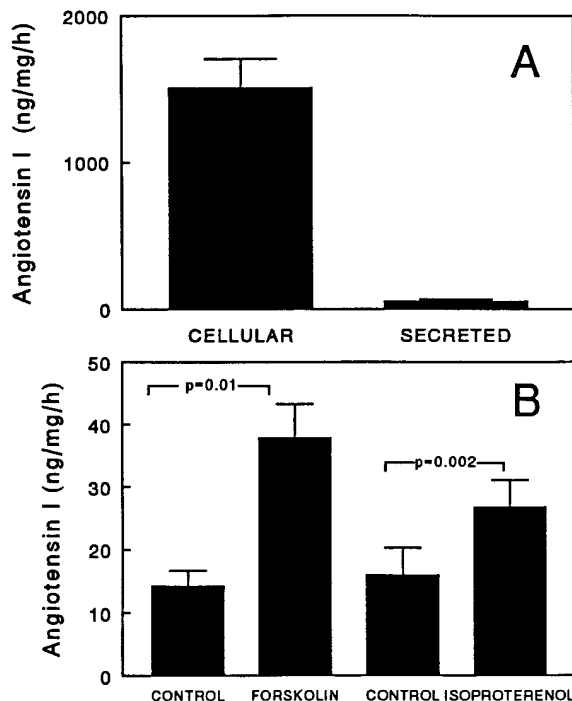 2000
A
Angiotensin I (ng/mg/h)
1000
0
CELLULAR SECRETED
50
B
p=0.01
40
p=0.002
Angiotensin I (ng/mg/h)
30
20
10
0
CONTROL FORSKOLIN CONTROL ISOPROTERENOL